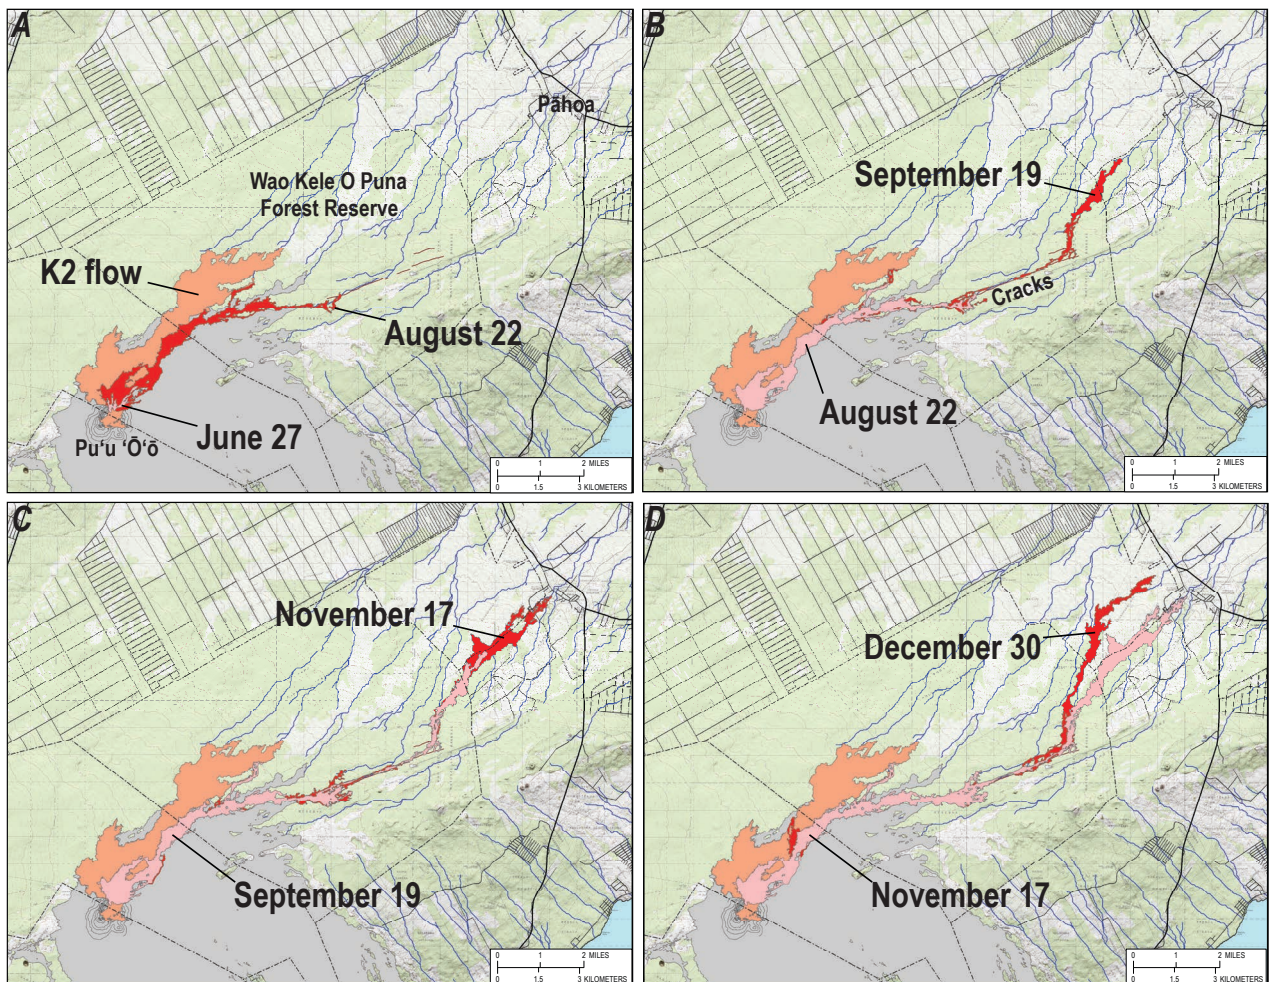 A
Pāhoa
Wao Kele O Puna
Forest Reserve
K2 flow
August 22
June 27
Puʻu ʻŌʻō
0 1 2 MILES
0 1.5 3 KILOMETERS
B
Pāhoa
September 19
Cracks
August 22
0 1 2 MILES
0 1.5 3 KILOMETERS
C
November 17
September 19
0 1 2 MILES
0 1.5 3 KILOMETERS
D
December 30
November 17
0 1 2 MILES
0 1.5 3 KILOMETERS